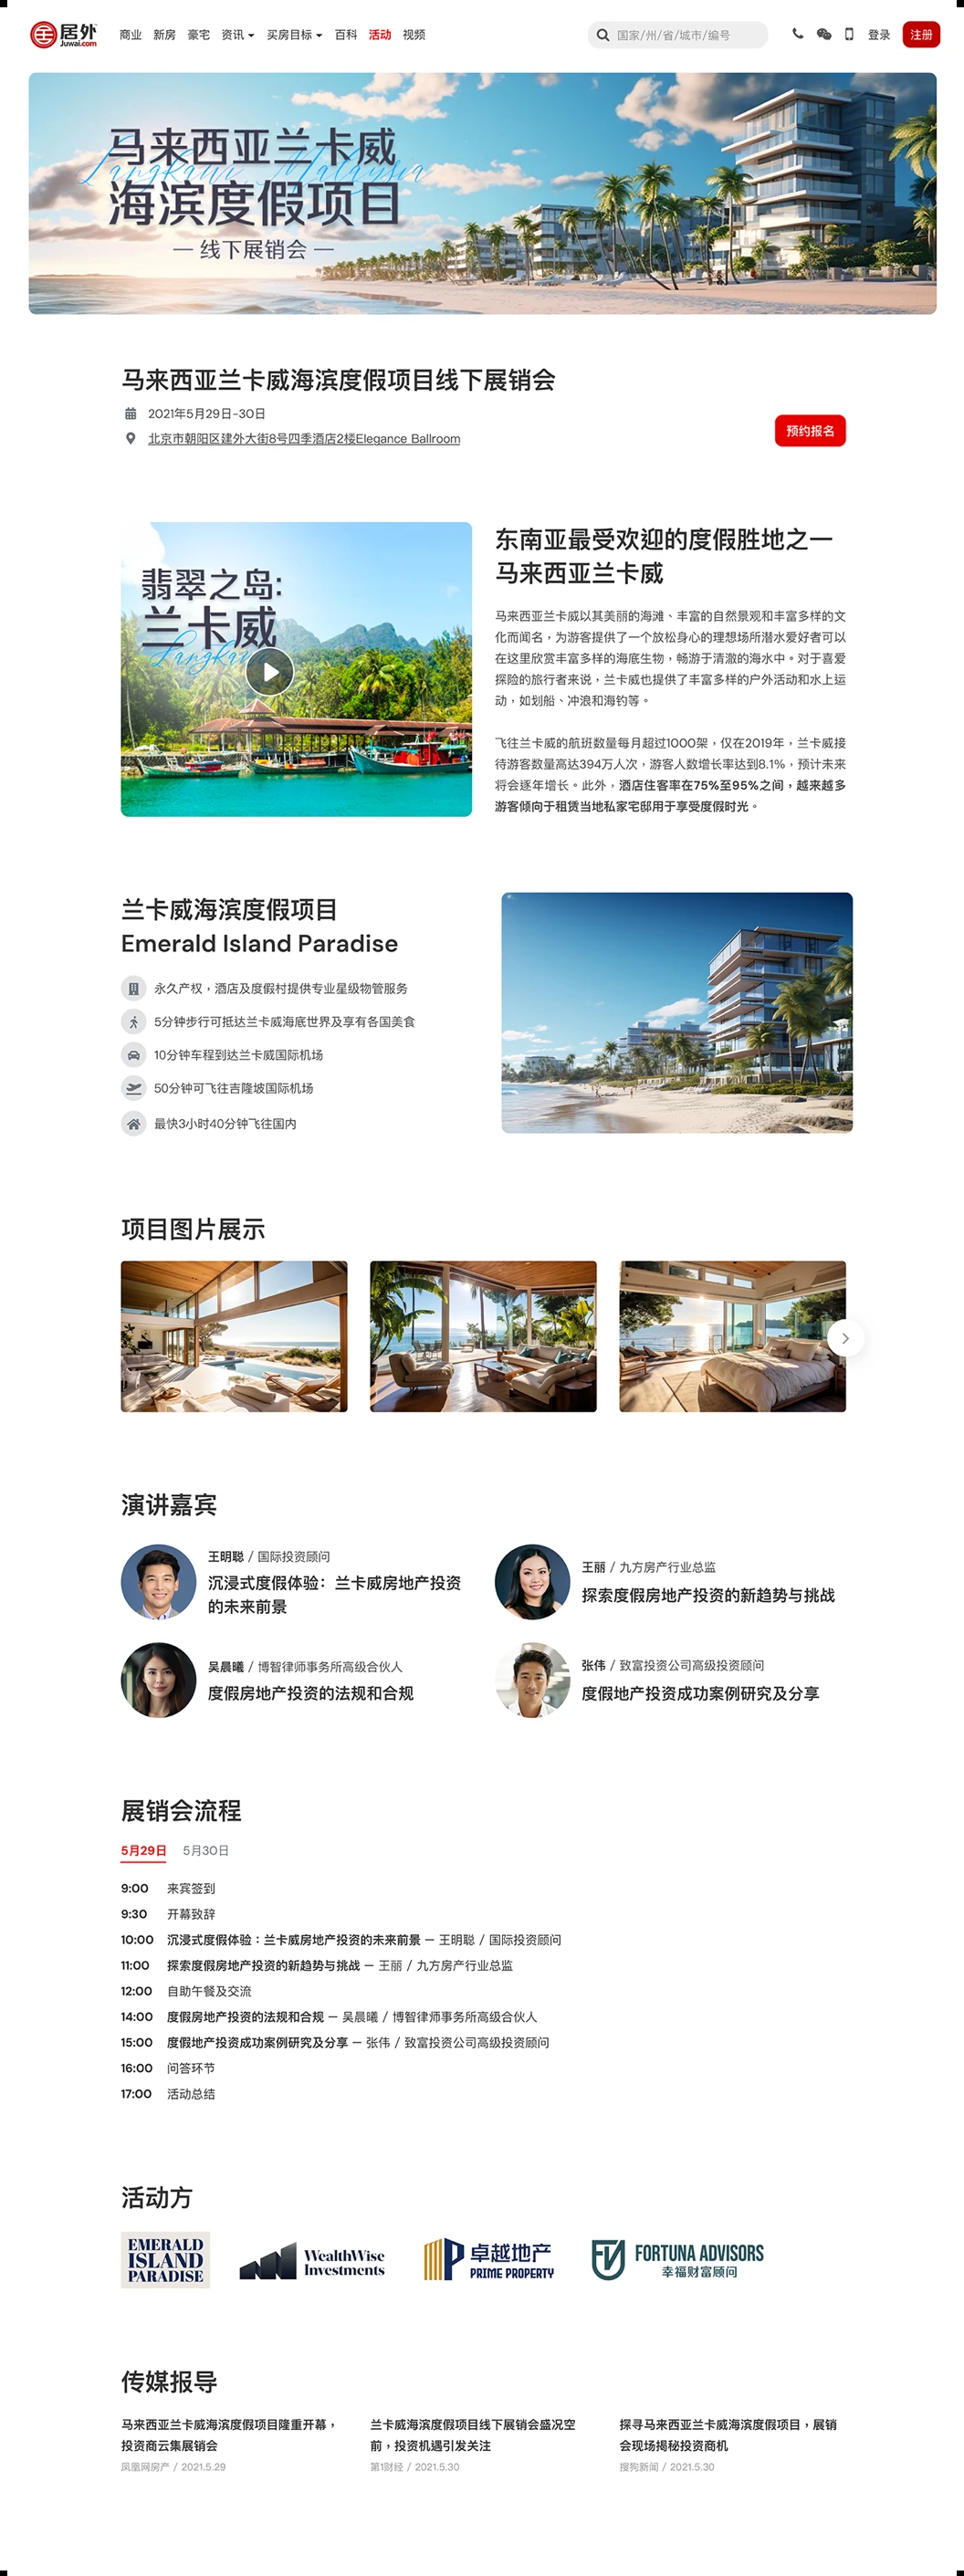 居外
Juwai.com
商业 新房 豪宅 资讯 买房目标 百科 活动 视频
国家/州/省/城市/编号
登录 注册
马来西亚兰卡威
Langkawi, Malaysia
海滨度假项目
— 线下展销会 —
马来西亚兰卡威海滨度假项目线下展销会
2021年5月29日-30日
北京市朝阳区建外大街8号四季酒店2楼Elegance Ballroom
预约报名
翡翠之岛:
兰卡威
Langkawi
东南亚最受欢迎的度假胜地之一
马来西亚兰卡威
马来西亚兰卡威以其美丽的海滩、丰富的自然景观和丰富多样的文
化而闻名，为游客提供了一个放松身心的理想场所潜水爱好者可以
在这里欣赏丰富多样的海底生物，畅游于清澈的海水中。对于喜爱
探险的旅行者来说，兰卡威也提供了丰富多样的户外活动和水上运
动，如划船、冲浪和海钓等。
飞往兰卡威的航班数量每月超过1000架，仅在2019年，兰卡威接
待游客数量高达394万人次，游客人数增长率达到8.1%，预计未来
将会逐年增长。此外，酒店住客率在75%至95%之间，越来越多
游客倾向于租赁当地私家宅邸用于享受度假时光。
兰卡威海滨度假项目
Emerald Island Paradise
永久产权，酒店及度假村提供专业星级物管服务
5分钟步行可抵达兰卡威海底世界及享有各国美食
10分钟车程到达兰卡威国际机场
50分钟可飞往吉隆坡国际机场
最快3小时40分钟飞往国内
项目图片展示
演讲嘉宾
王明聪 / 国际投资顾问
沉浸式度假体验：兰卡威房地产投资
的未来前景
王丽 / 九方房产行业总监
探索度假房地产投资的新趋势与挑战
吴晨曦 / 博智律师事务所高级合伙人
度假房地产投资的法规和合规
张伟 / 致富投资公司高级投资顾问
度假地产投资成功案例研究及分享
展销会流程
5月29日 5月30日
9:00 来宾签到
9:30 开幕致辞
10:00 沉浸式度假体验：兰卡威房地产投资的未来前景 — 王明聪 / 国际投资顾问
11:00 探索度假房地产投资的新趋势与挑战 — 王丽 / 九方房产行业总监
12:00 自助午餐及交流
14:00 度假房地产投资的法规和合规 — 吴晨曦 / 博智律师事务所高级合伙人
15:00 度假地产投资成功案例研究及分享 — 张伟 / 致富投资公司高级投资顾问
16:00 问答环节
17:00 活动总结
活动方
EMERALD
ISLAND
PARADISE
WealthWise
Investments
卓越地产
PRIME PROPERTY
FORTUNA ADVISORS
幸福财富顾问
传媒报导
马来西亚兰卡威海滨度假项目隆重开幕，
投资商云集展销会
凤凰网房产 / 2021.5.29
兰卡威海滨度假项目线下展销会盛况空
前，投资机遇引发关注
第1财经 / 2021.5.30
探寻马来西亚兰卡威海滨度假项目，展销
会现场揭秘投资商机
搜狗新闻 / 2021.5.30